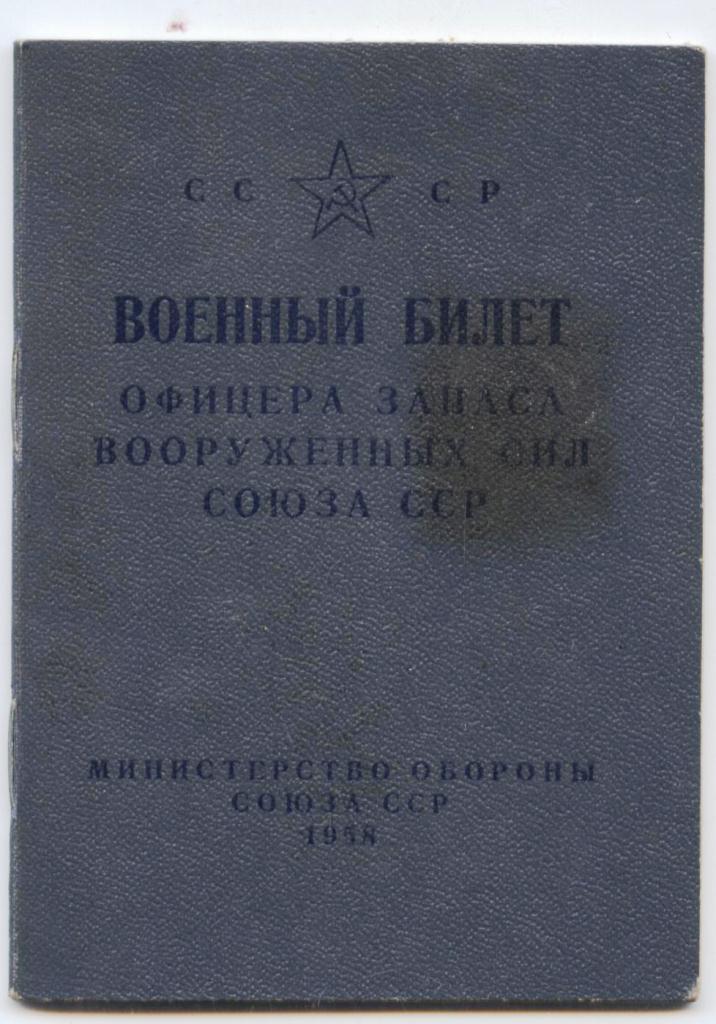 СС СР
ВОЕННЫЙ БИЛЕТ
ОФИЦЕРА ЗАПАСА
ВООРУЖЕННЫХ СИЛ
СОЮЗА ССР
МИНИСТЕРСТВО ОБОРОНЫ
СОЮЗА ССР
1958